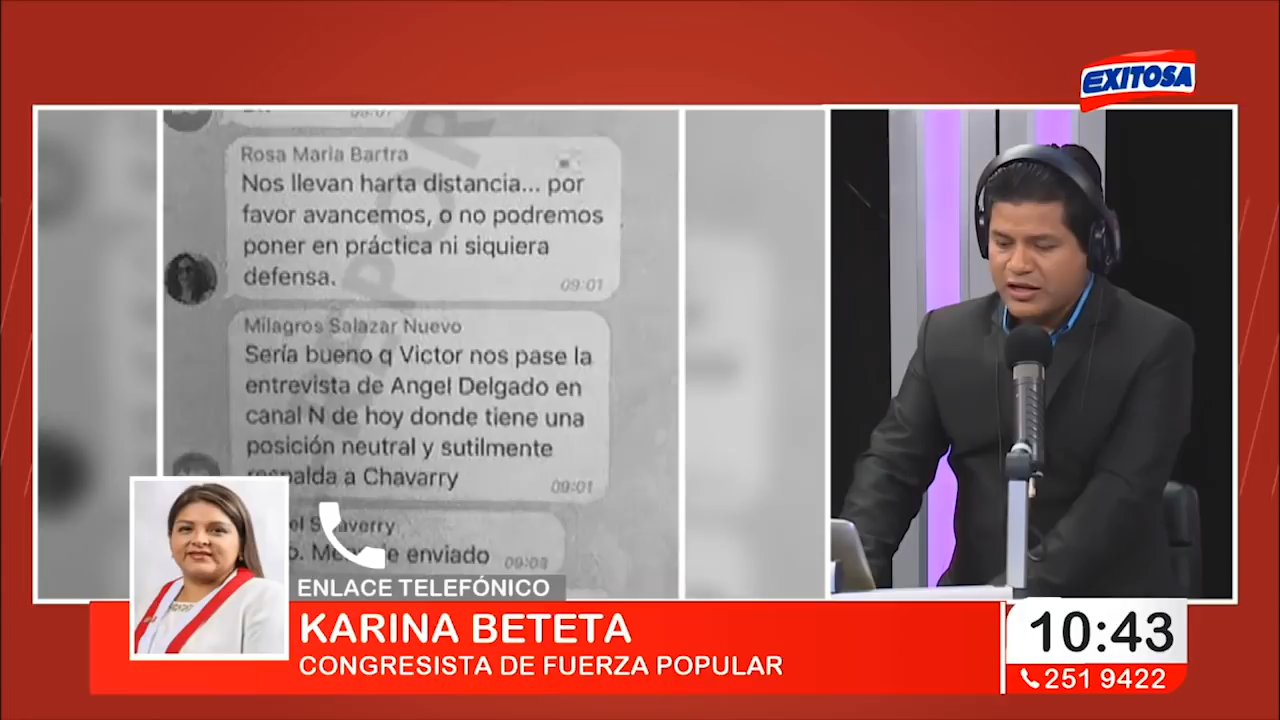 EXITOSA
09:01
Rosa Maria Bartra
Nos llevan harta distancia... por
favor avancemos, o no podremos
poner en práctica ni siquiera
defensa.
09:01
Milagros Salazar Nuevo
Sería bueno q Victor nos pase la
entrevista de Angel Delgado en
canal N de hoy donde tiene una
posición neutral y sutilmente
respalda a Chavarry
09:01
enviado
ENLACE TELEFÓNICO
KARINA BETETA
CONGRESISTA DE FUERZA POPULAR
10:43
251 9422